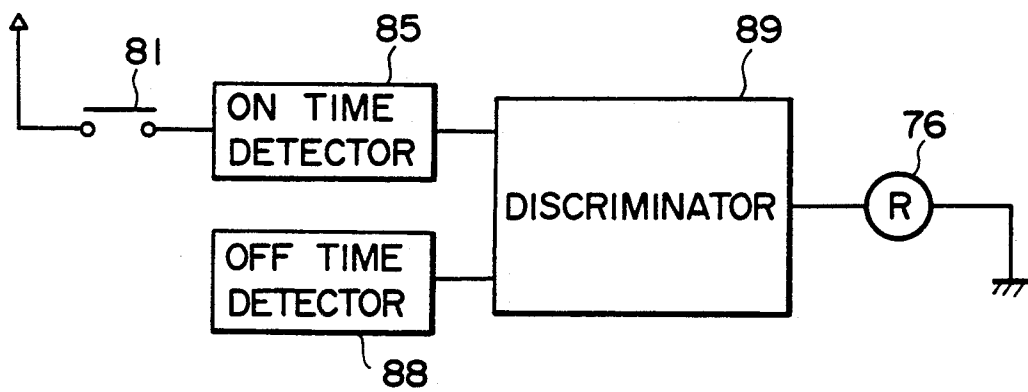 81
85
ON TIME
DETECTOR
89
DISCRIMINATOR
76
R
OFF TIME
DETECTOR
88